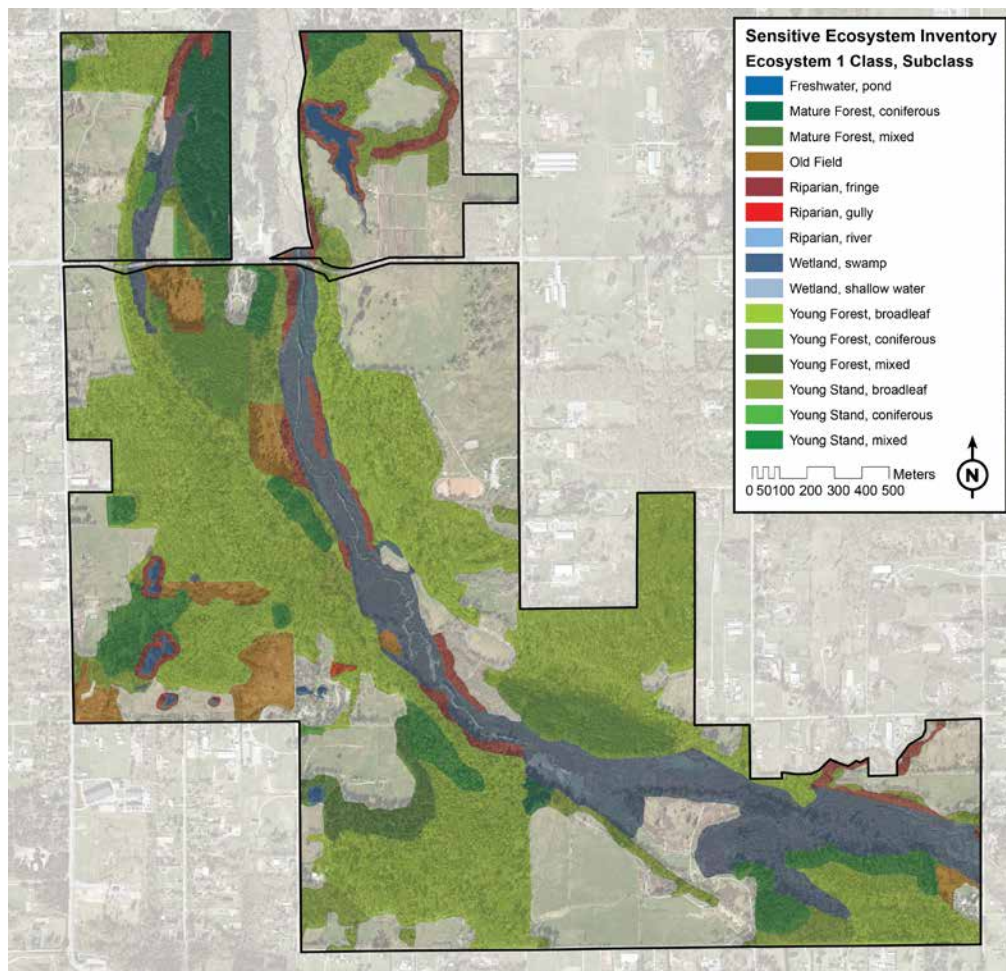 Sensitive Ecosystem Inventory
Ecosystem 1 Class, Subclass
Freshwater, pond
Mature Forest, coniferous
Mature Forest, mixed
Old Field
Riparian, fringe
Riparian, gully
Riparian, river
Wetland, swamp
Wetland, shallow water
Young Forest, broadleaf
Young Forest, coniferous
Young Forest, mixed
Young Stand, broadleaf
Young Stand, coniferous
Young Stand, mixed
Meters
0 50100 200 300 400 500
N